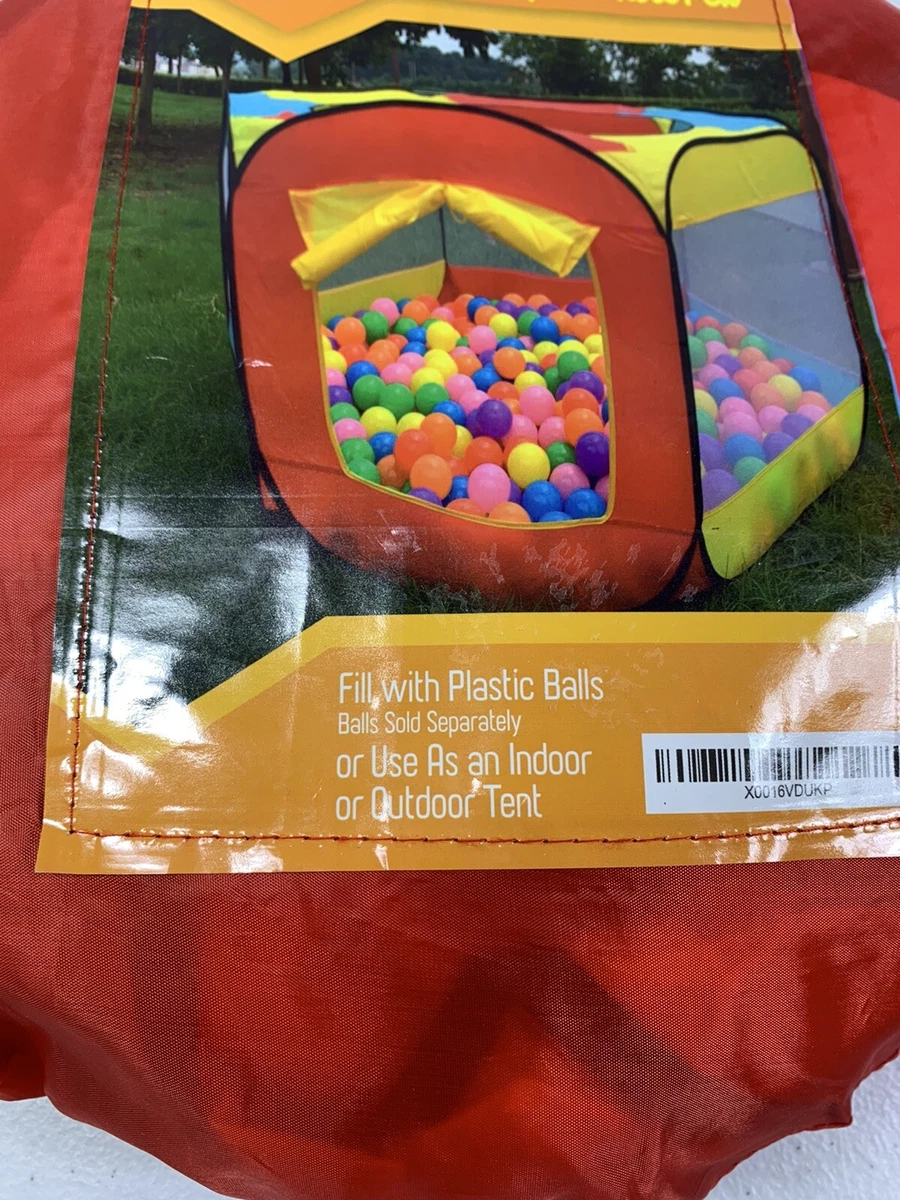 Fill with Plastic Balls
Balls Sold Separately
or Use As an Indoor
or Outdoor Tent
X0016VDUKP